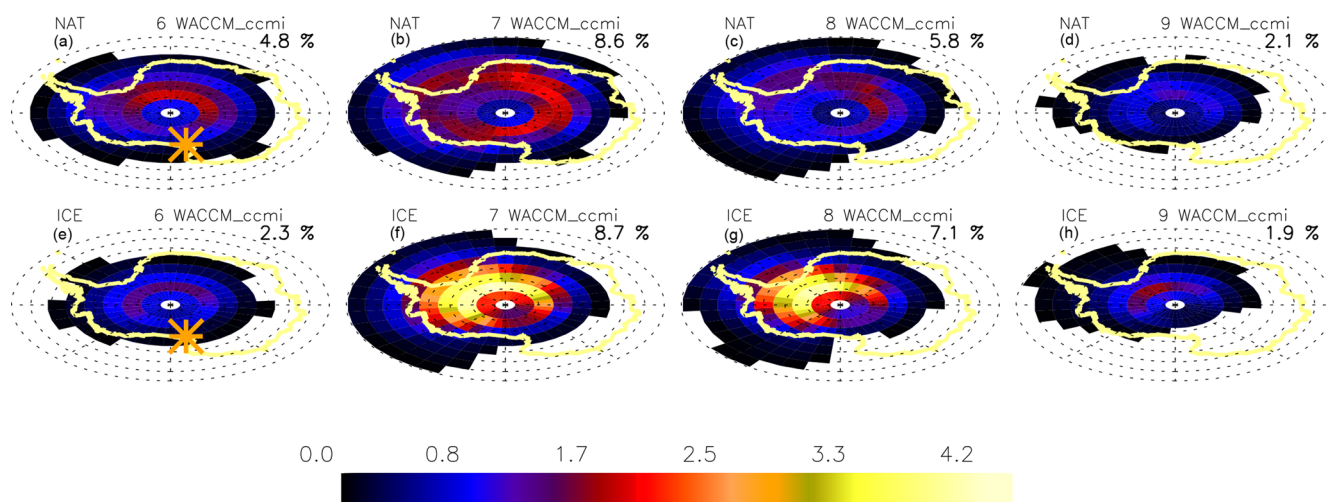 NAT 6 WACCM_ccmi
(a) 4.8 %
NAT 7 WACCM_ccmi
(b) 8.6 %
NAT 8 WACCM_ccmi
(c) 5.8 %
NAT 9 WACCM_ccmi
(d) 2.1 %
ICE 6 WACCM_ccmi
(e) 2.3 %
ICE 7 WACCM_ccmi
(f) 8.7 %
ICE 8 WACCM_ccmi
(g) 7.1 %
ICE 9 WACCM_ccmi
(h) 1.9 %
0.0 0.8 1.7 2.5 3.3 4.2